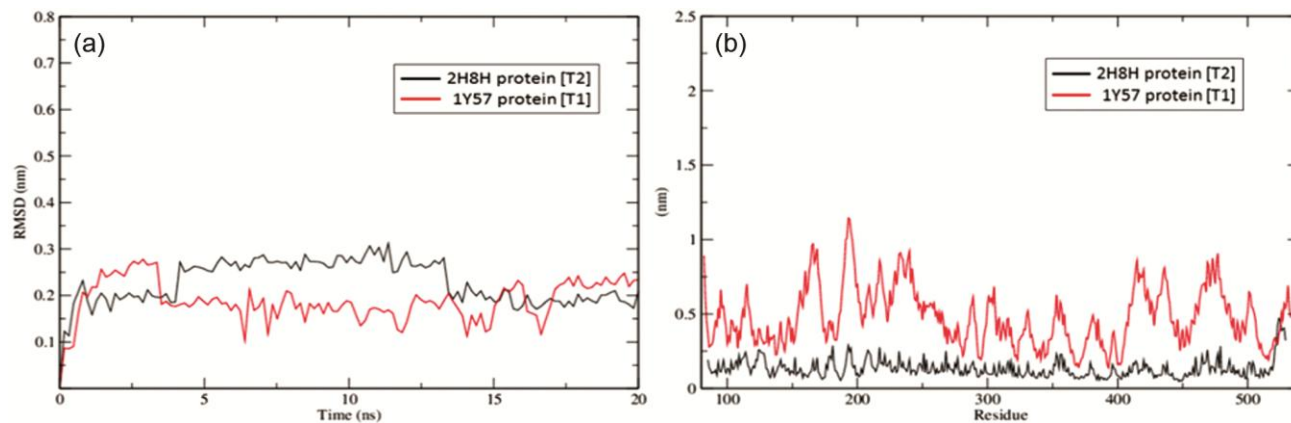 (a)
2H8H protein [T2]
1Y57 protein [T1]
0.8
0.7
0.6
0.5
0.4
0.3
0.2
0.1
RMSD (nm)
0
5
10
15
20
Time (ns)
(b)
2H8H protein [T2]
1Y57 protein [T1]
2.5
2
1.5
1
0.5
0
(nm)
100
200
300
400
500
Residue